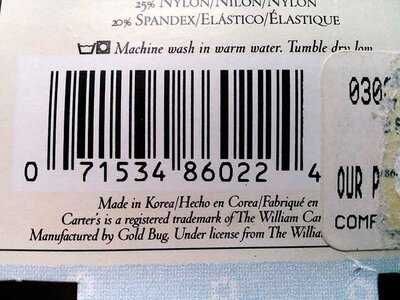 25% NYLON/NILÓN/NYLON
20% SPANDEX/ELÁSTICO/ÉLASTIQUE
Machine wash in warm water. Tumble dry low
0 71534 86022 4
Made in Korea/Hecho en Corea/Fabriqué en
Carter's is a registered trademark of The William Car
Manufactured by Gold Bug, Under license from The Willia
030
OUR P
COMF